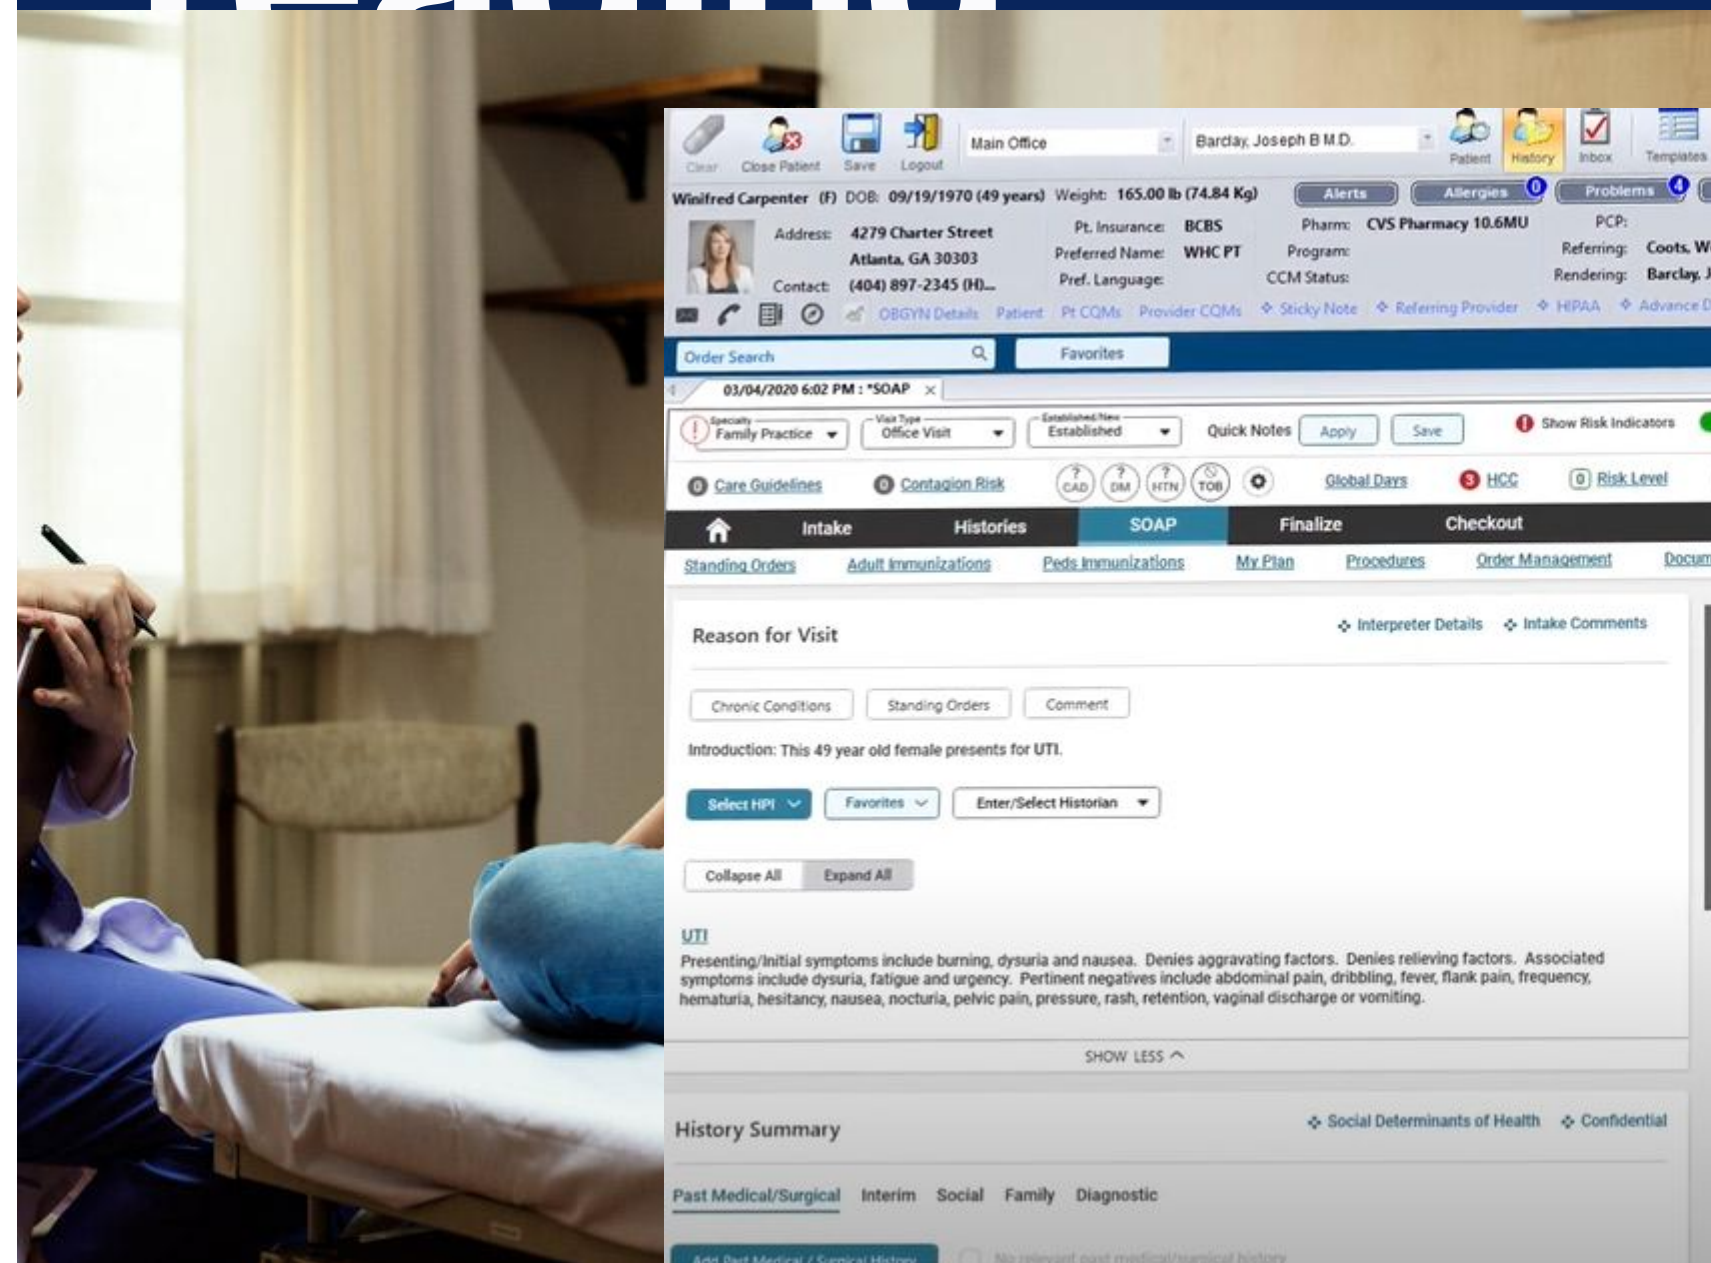 Clear Close Patient Save Logout Main Office Barclay, Joseph B M.D. Patient History Inbox Templates
Winifred Carpenter (F) DOB: 09/19/1970 (49 years) Weight: 165.00 lb (74.84 Kg) Alerts Allergies 0 Problems 4
Address: 4279 Charter Street Pt. Insurance: BCBS Pharm: CVS Pharmacy 10.6MU PCP:
Atlanta, GA 30303 Preferred Name: WHC PT Program: Referring: Coots, W
Contact: (404) 897-2345 (H)... Pref. Language: CCM Status: Rendering: Barclay, J
OBGYN Details Patient Pt CQMs Provider CQMs Sticky Note Referring Provider HIPAA Advance D
Order Search Favorites
03/04/2020 6:02 PM : *SOAP
Specialty Visit Type Established/New
Family Practice Office Visit Established Quick Notes Apply Save Show Risk Indicators
0 Care Guidelines 0 Contagion Risk ? CAD ? DM ? HTN TOB Global Days 3 HCC 0 Risk Level
Intake Histories SOAP Finalize Checkout
Standing Orders Adult Immunizations Peds Immunizations My Plan Procedures Order Management Docum
Reason for Visit Interpreter Details Intake Comments
Chronic Conditions Standing Orders Comment
Introduction: This 49 year old female presents for UTI.
Select HPI Favorites Enter/Select Historian
Collapse All Expand All
UTI
Presenting/Initial symptoms include burning, dysuria and nausea. Denies aggravating factors. Denies relieving factors. Associated
symptoms include dysuria, fatigue and urgency. Pertinent negatives include abdominal pain, dribbling, fever, flank pain, frequency,
hematuria, hesitancy, nausea, nocturia, pelvic pain, pressure, rash, retention, vaginal discharge or vomiting.
SHOW LESS
History Summary Social Determinants of Health Confidential
Past Medical/Surgical Interim Social Family Diagnostic
Add Past Medical / Surgical History No relevant past medical/surgical history